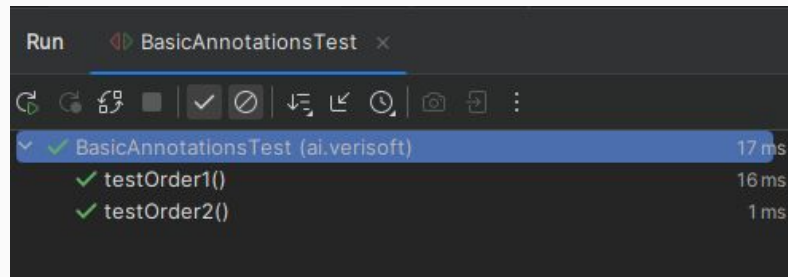 Run BasicAnnotationsTest
BasicAnnotationsTest (ai.verisoft) 17 ms
testOrder1() 16 ms
testOrder2() 1 ms